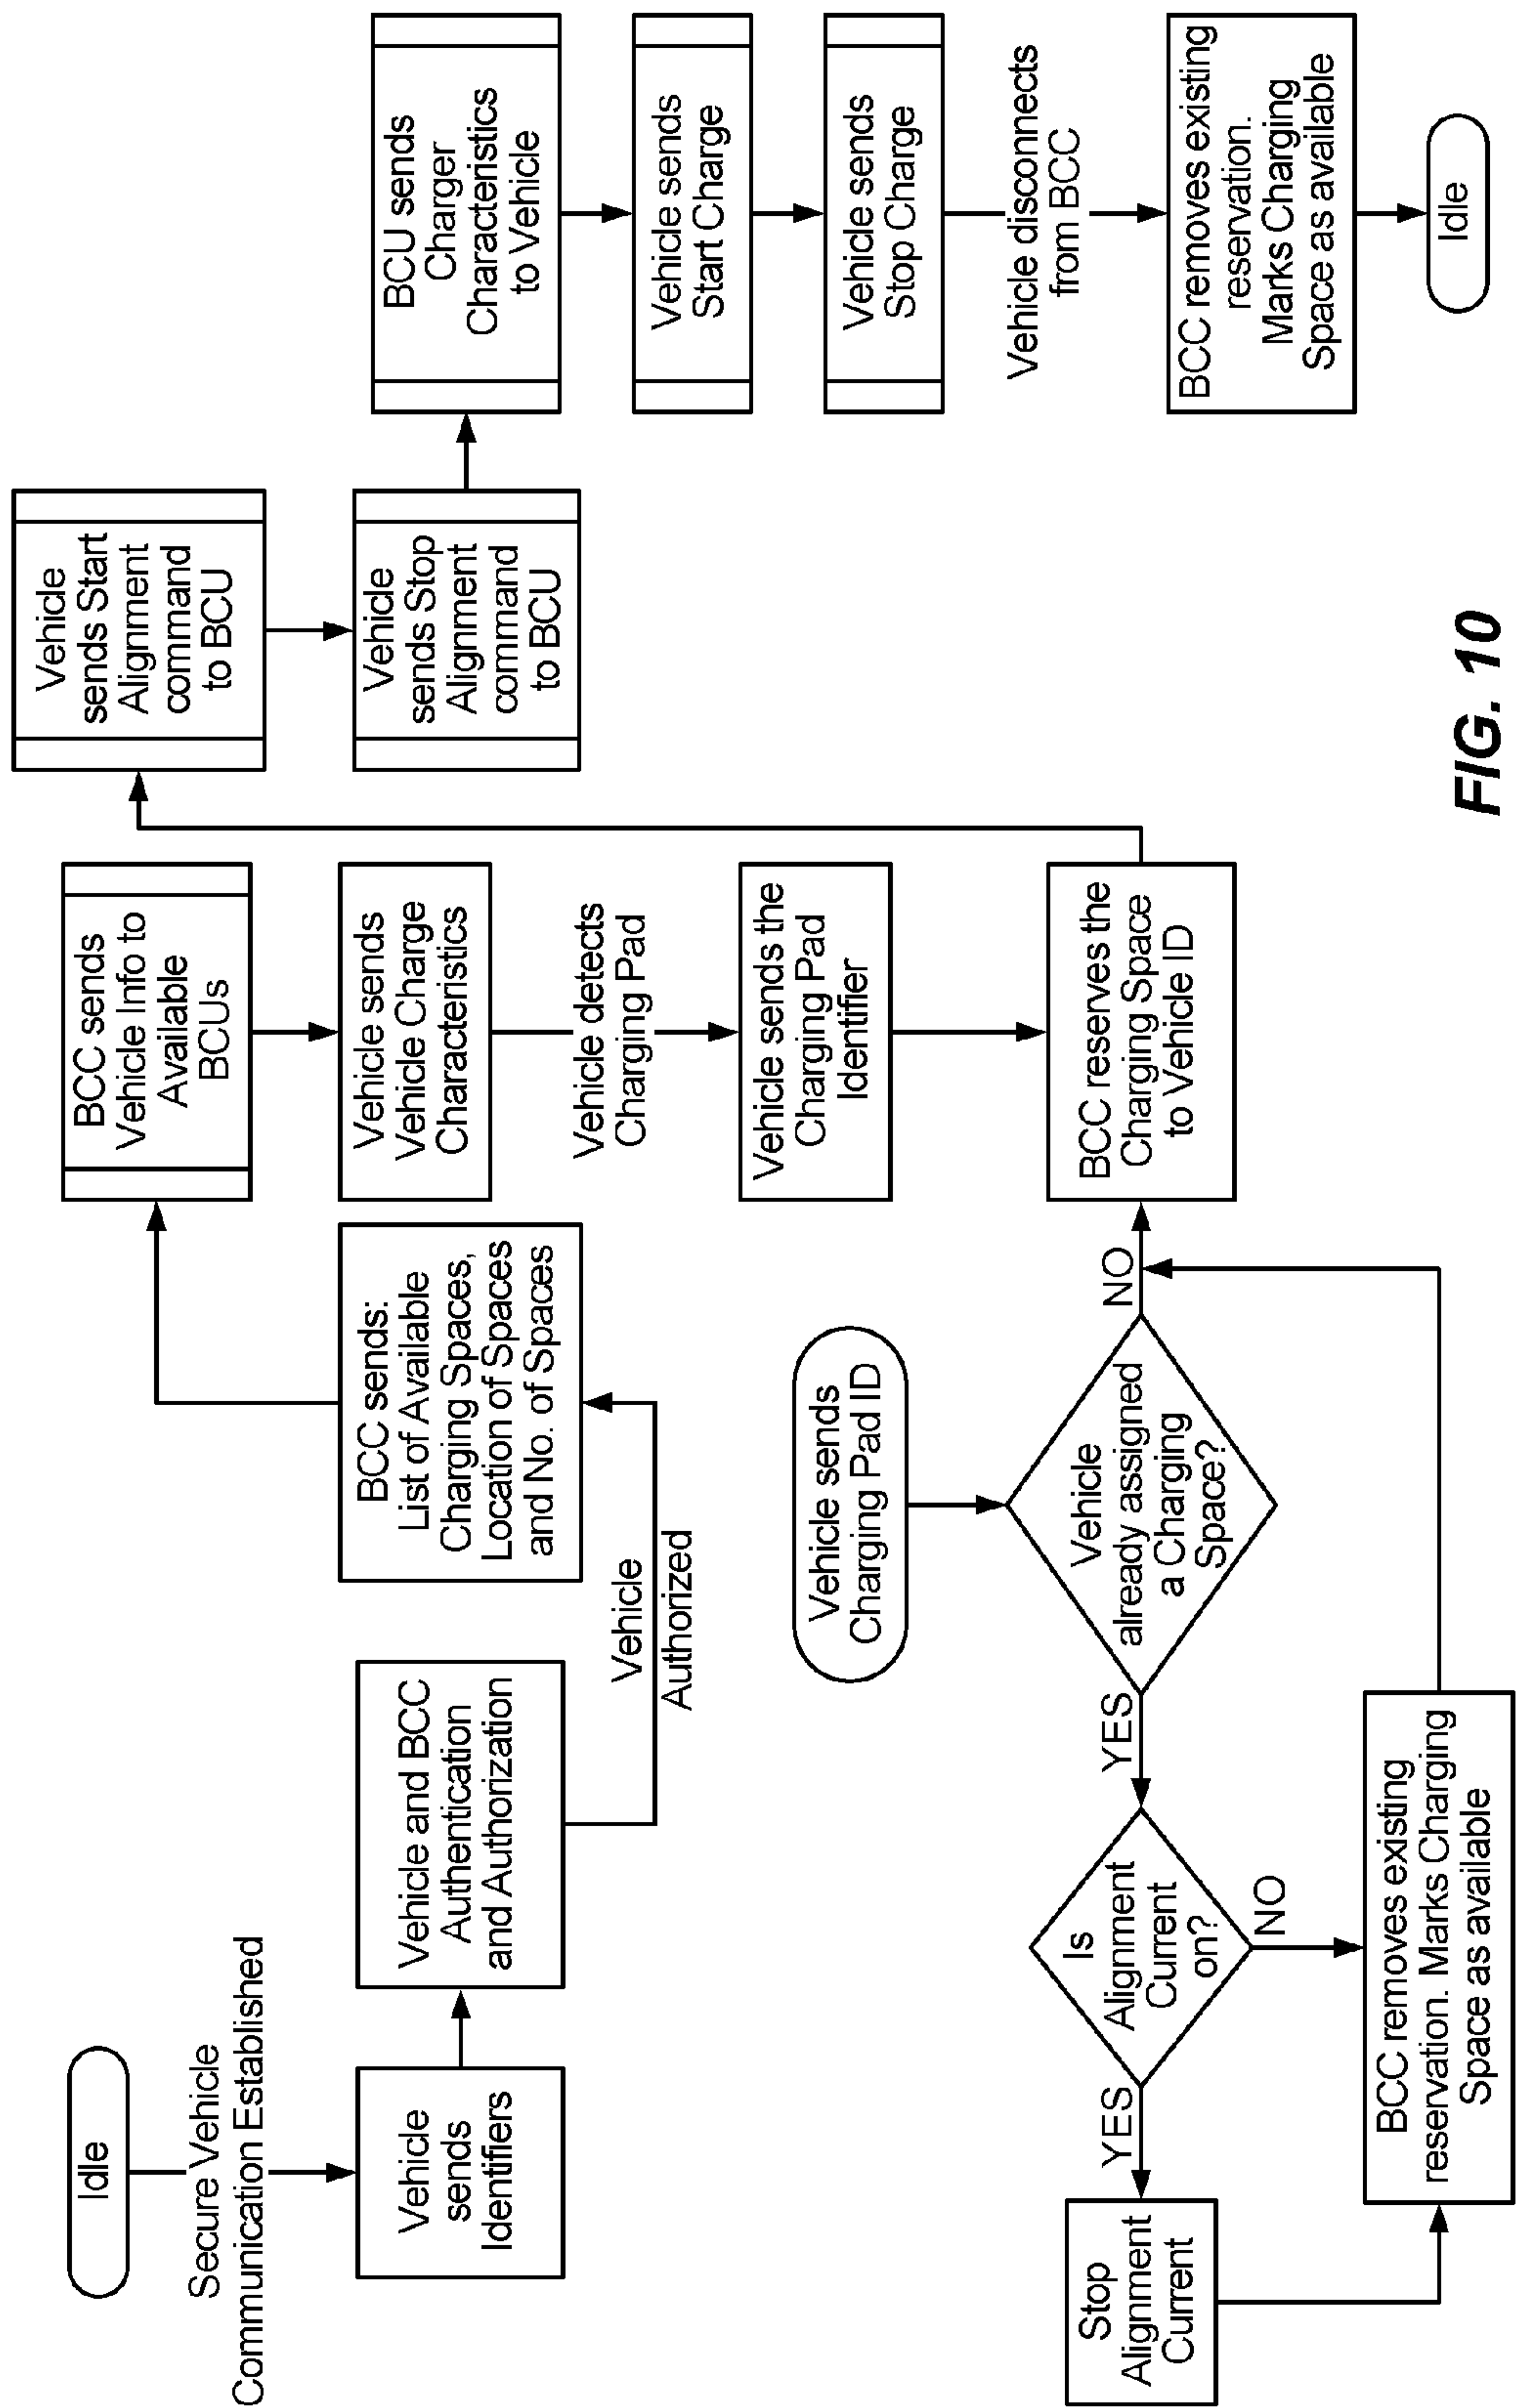 Idle
Secure Vehicle
Communication Established
Vehicle
sends
Identifiers
Vehicle and BCC
Authentication
and Authorization
Vehicle
Authorized
BCC sends:
List of Available
Charging Spaces,
Location of Spaces
and No. of Spaces
BCC sends
Vehicle Info to
Available
BCUs
Vehicle sends
Vehicle Charge
Characteristics
Vehicle detects
Charging Pad
Vehicle sends the
Charging Pad
Identifier
BCC reserves the
Charging Space
to Vehicle ID
Vehicle sends
Charging Pad ID
Vehicle
already assigned
a Charging
Space?
NO
YES
Is
Alignment
Current
on?
NO
YES
Stop
Alignment
Current
BCC removes existing
reservation. Marks Charging
Space as available
Vehicle
sends Start
Alignment
command
to BCU
Vehicle
sends Stop
Alignment
command
to BCU
BCU sends
Charger
Characteristics
to Vehicle
Vehicle sends
Start Charge
Vehicle sends
Stop Charge
Vehicle disconnects
from BCC
BCC removes existing
reservation.
Marks Charging
Space as available
Idle
FIG. 10